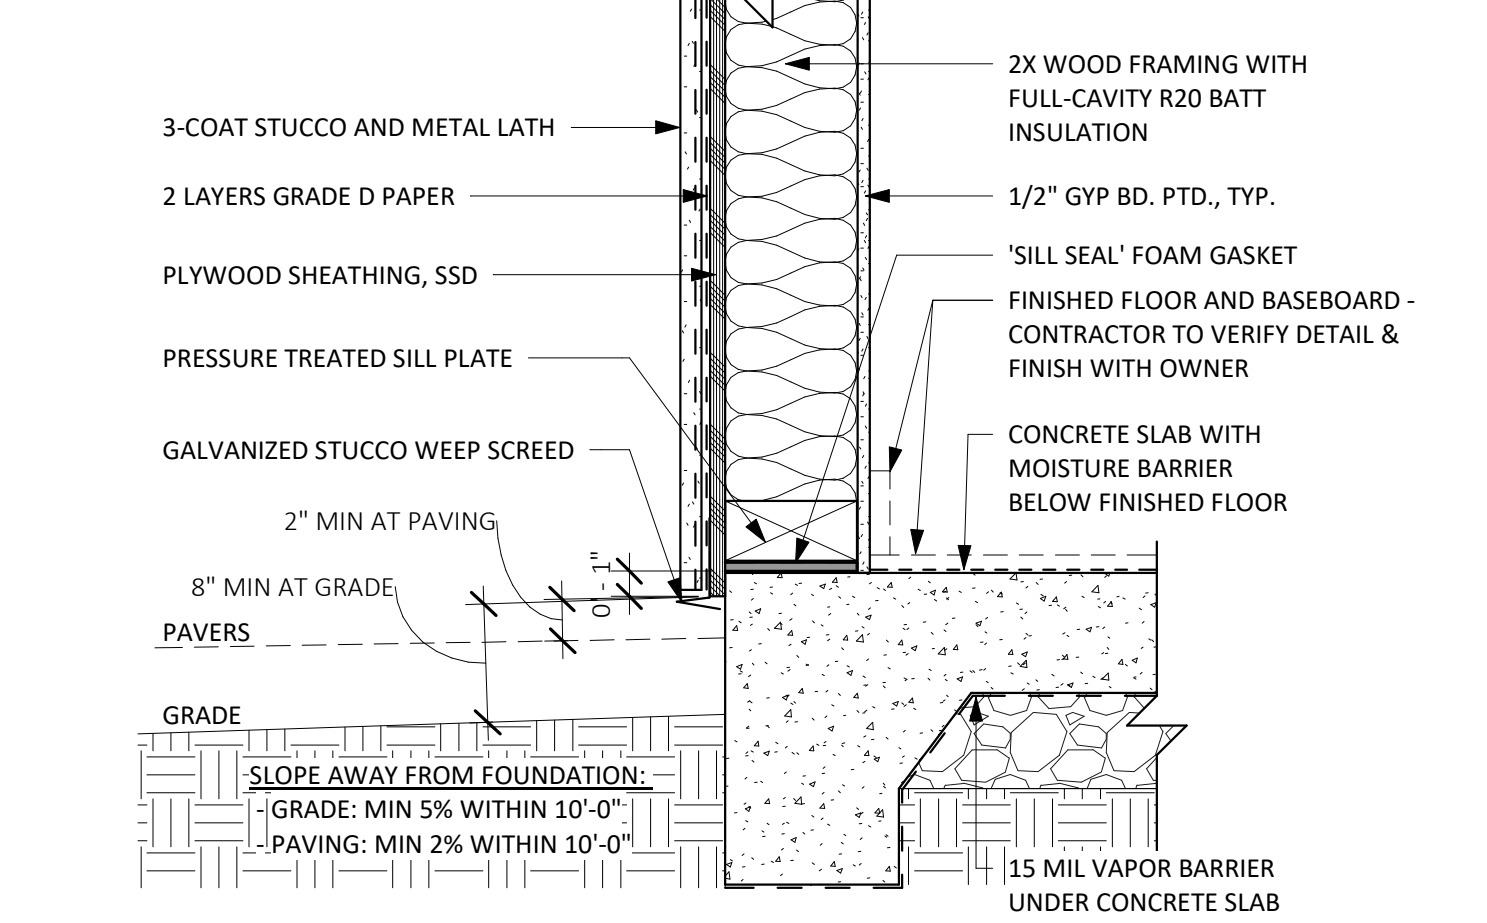 3-COAT STUCCO AND METAL LATH
2 LAYERS GRADE D PAPER
PLYWOOD SHEATHING, SSD
PRESSURE TREATED SILL PLATE
GALVANIZED STUCCO WEEP SCREED
2" MIN AT PAVING
8" MIN AT GRADE
0' - 1"
PAVERS
GRADE
SLOPE AWAY FROM FOUNDATION:
- GRADE: MIN 5% WITHIN 10'-0"
- PAVING: MIN 2% WITHIN 10'-0"
2X WOOD FRAMING WITH
FULL-CAVITY R20 BATT
INSULATION
1/2" GYP BD. PTD., TYP.
'SILL SEAL' FOAM GASKET
FINISHED FLOOR AND BASEBOARD -
CONTRACTOR TO VERIFY DETAIL &
FINISH WITH OWNER
CONCRETE SLAB WITH
MOISTURE BARRIER
BELOW FINISHED FLOOR
15 MIL VAPOR BARRIER
UNDER CONCRETE SLAB